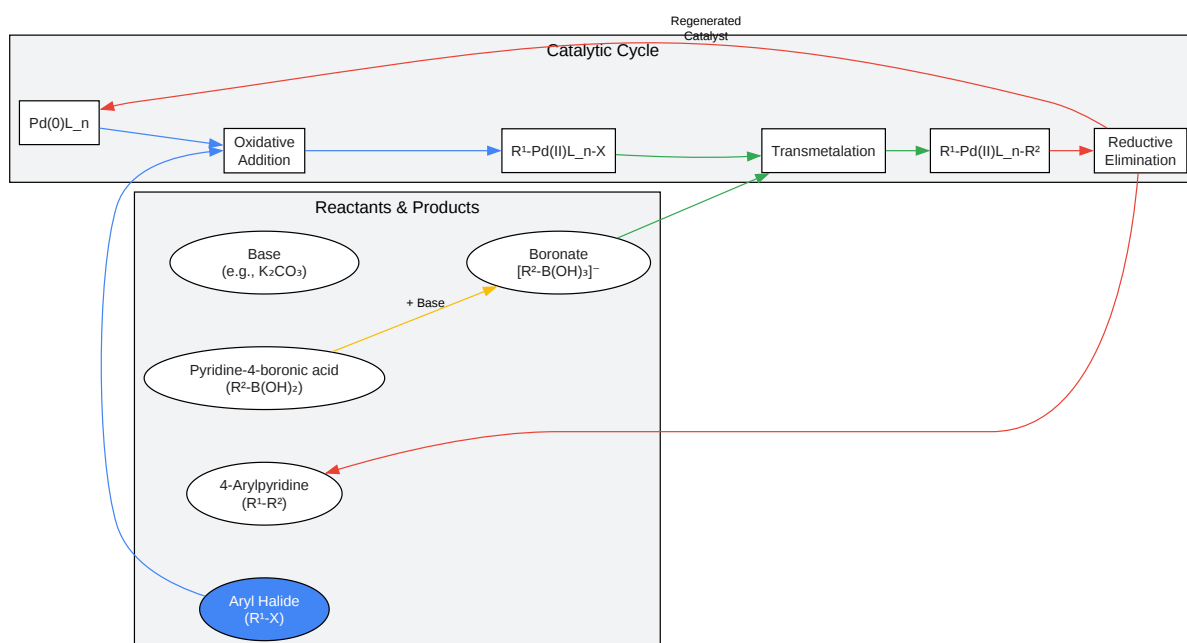 Regenerated
Catalyst
Catalytic Cycle
Pd(0)L_n
Oxidative
Addition
R¹-Pd(II)L_n-X
Transmetalation
R¹-Pd(II)L_n-R²
Reductive
Elimination
Reactants & Products
Base
(e.g., K₂CO₃)
Boronate
[R²-B(OH)₃]⁻
+ Base
Pyridine-4-boronic acid
(R²-B(OH)₂)
4-Arylpyridine
(R¹-R²)
Aryl Halide
(R¹-X)